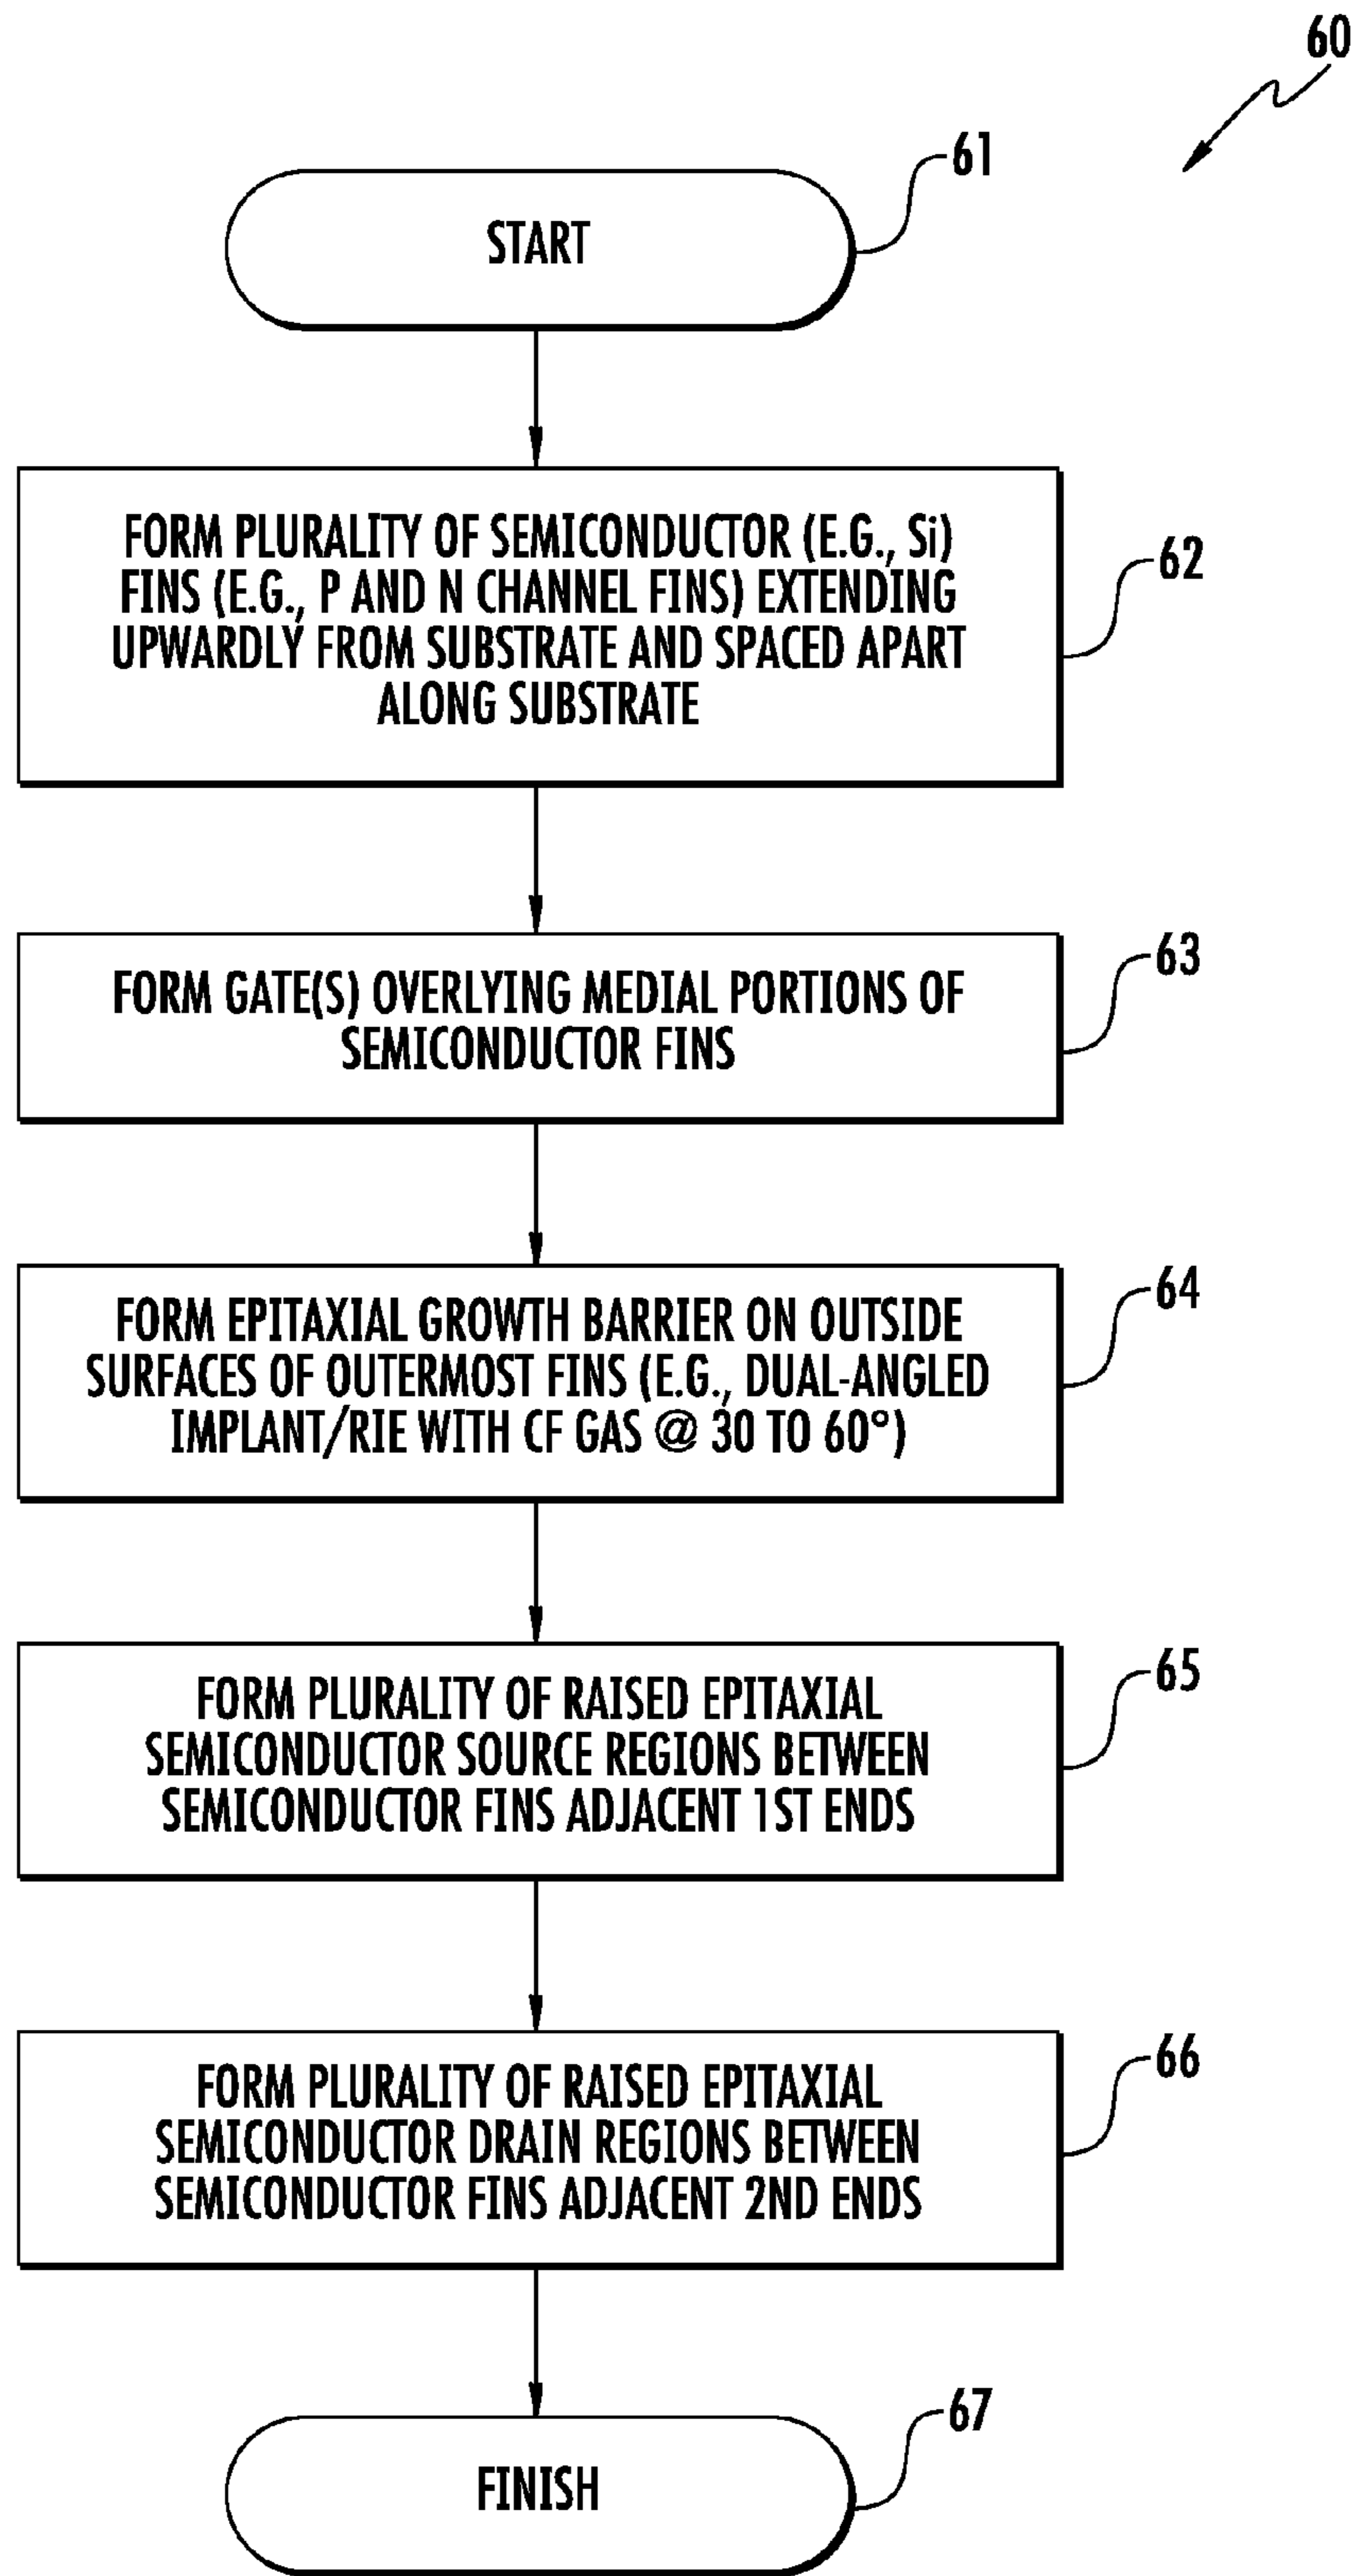 60
61
START
FORM PLURALITY OF SEMICONDUCTOR (E.G., Si)
FINS (E.G., P AND N CHANNEL FINS) EXTENDING
UPWARDLY FROM SUBSTRATE AND SPACED APART
ALONG SUBSTRATE
62
FORM GATE(S) OVERLYING MEDIAL PORTIONS OF
SEMICONDUCTOR FINS
63
FORM EPITAXIAL GROWTH BARRIER ON OUTSIDE
SURFACES OF OUTERMOST FINS (E.G., DUAL-ANGLED
IMPLANT/RIE WITH CF GAS @ 30 TO 60°)
64
FORM PLURALITY OF RAISED EPITAXIAL
SEMICONDUCTOR SOURCE REGIONS BETWEEN
SEMICONDUCTOR FINS ADJACENT 1ST ENDS
65
FORM PLURALITY OF RAISED EPITAXIAL
SEMICONDUCTOR DRAIN REGIONS BETWEEN
SEMICONDUCTOR FINS ADJACENT 2ND ENDS
66
67
FINISH